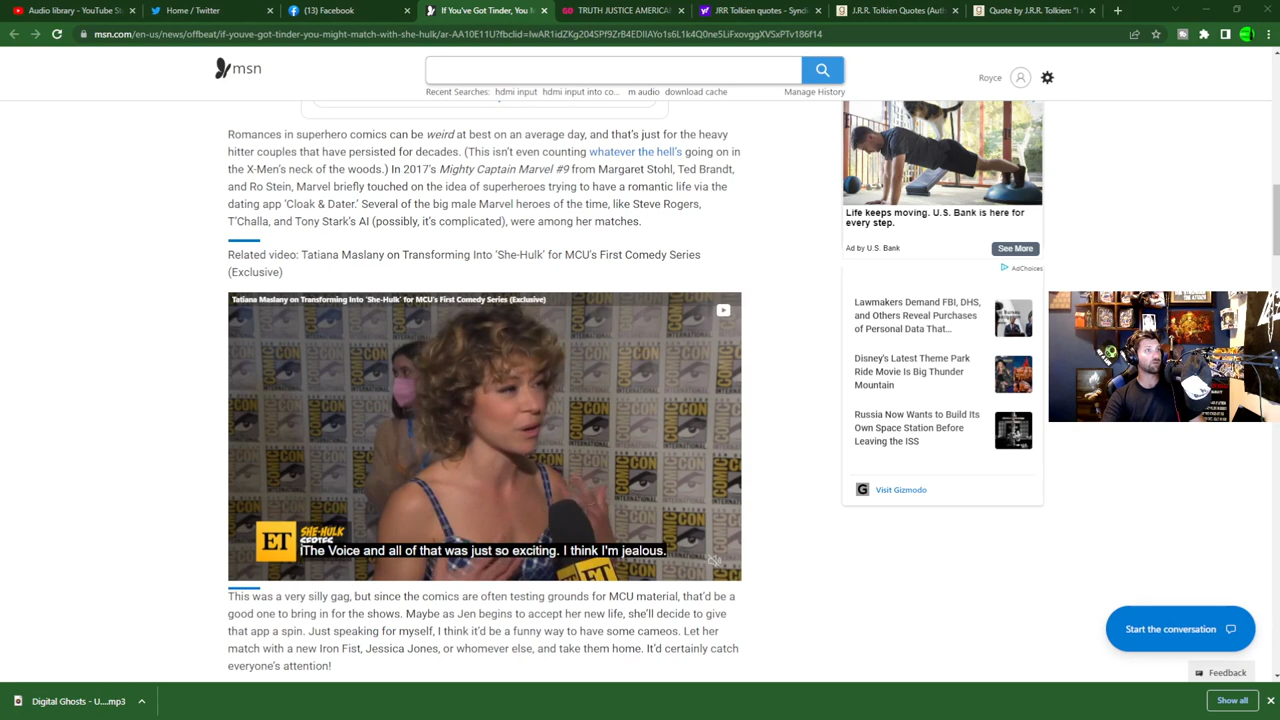 Audio library - YouTube S
Home / Twitter
(13) Facebook
If You've Got Tinder, You M
TRUTH JUSTICE AMERICAN
JRR Tolkien quotes - Syndi
J.R.R. Tolkien Quotes (Auth
Quote by J.R.R. Tolkien: "I
msn.com/en-us/news/offbeat/if-youve-got-tinder-you-might-match-with-she-hulk/ar-AA10E11U?fbclid=IwAR1idZKg204SPf9ZrB4EDIIAYo1s6L1k4Q0ne5LiFxovggXVSxPTv186f14
msn
Royce
Recent Searches: hdmi input hdmi input into co... m audio download cache Manage History
Romances in superhero comics can be weird at best on an average day, and that's just for the heavy
hitter couples that have persisted for decades. (This isn't even counting whatever the hell's going on in
the X-Men's neck of the woods.) In 2017's Mighty Captain Marvel #9 from Margaret Stohl, Ted Brandt,
and Ro Stein, Marvel briefly touched on the idea of superheroes trying to have a romantic life via the
dating app 'Cloak & Dater.' Several of the big male Marvel heroes of the time, like Steve Rogers,
T'Challa, and Tony Stark's AI (possibly, it's complicated), were among her matches.
Related video: Tatiana Maslany on Transforming Into 'She-Hulk' for MCU's First Comedy Series
(Exclusive)
Tatiana Maslany on Transforming Into 'She-Hulk' for MCU's First Comedy Series (Exclusive)
COMIC CON
INTERNATIONAL
SAN DIEGO
ET
SHE-HULK
SERIES
The Voice and all of that was just so exciting. I think I'm jealous.
ET
This was a very silly gag, but since the comics are often testing grounds for MCU material, that'd be a
good one to bring in for the shows. Maybe as Jen begins to accept her new life, she'll decide to give
that app a spin. Just speaking for myself, I think it'd be a funny way to have some cameos. Let her
match with a new Iron Fist, Jessica Jones, or whomever else, and take them home. It'd certainly catch
everyone's attention!
Life keeps moving. U.S. Bank is here for
every step.
Ad by U.S. Bank
See More
AdChoices
Lawmakers Demand FBI, DHS,
and Others Reveal Purchases
of Personal Data That...
Disney's Latest Theme Park
Ride Movie Is Big Thunder
Mountain
Russia Now Wants to Build Its
Own Space Station Before
Leaving the ISS
G Visit Gizmodo
Start the conversation
Feedback
Digital Ghosts - U....mp3
Show all